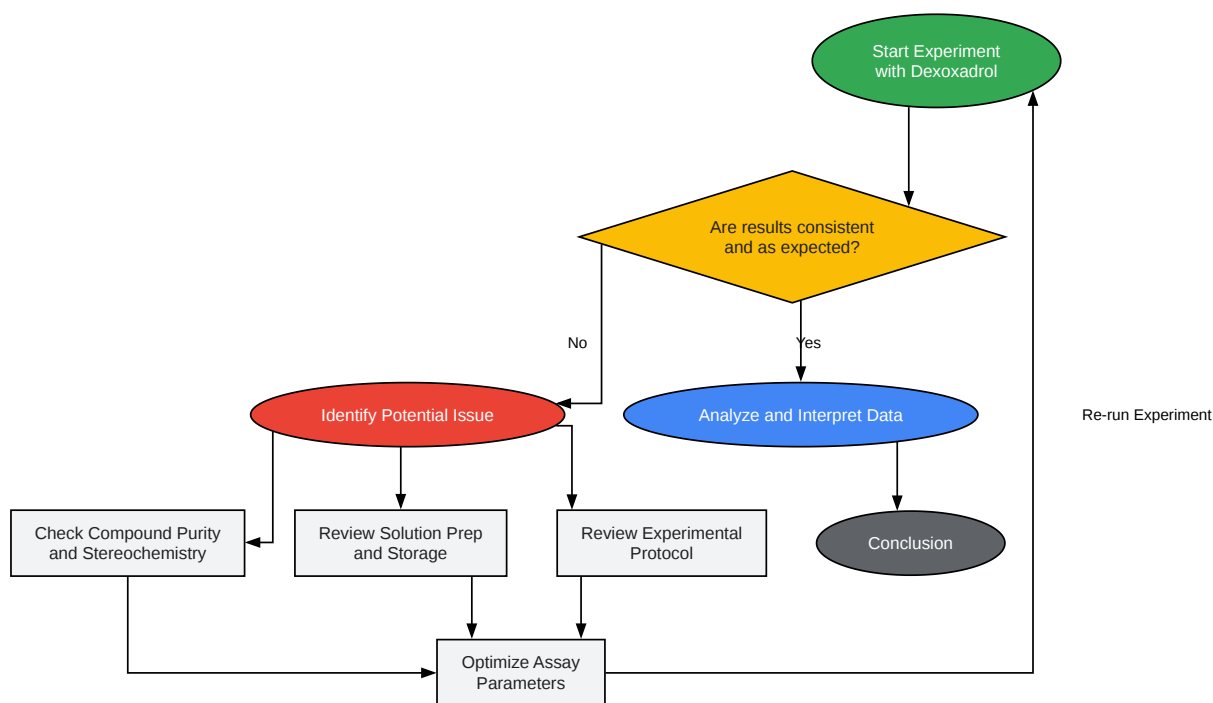 Start Experiment
with Dexoxadrol
Are results consistent
and as expected?
No
Yes
Identify Potential Issue
Analyze and Interpret Data
Re-run Experiment
Check Compound Purity
and Stereochemistry
Review Solution Prep
and Storage
Review Experimental
Protocol
Conclusion
Optimize Assay
Parameters